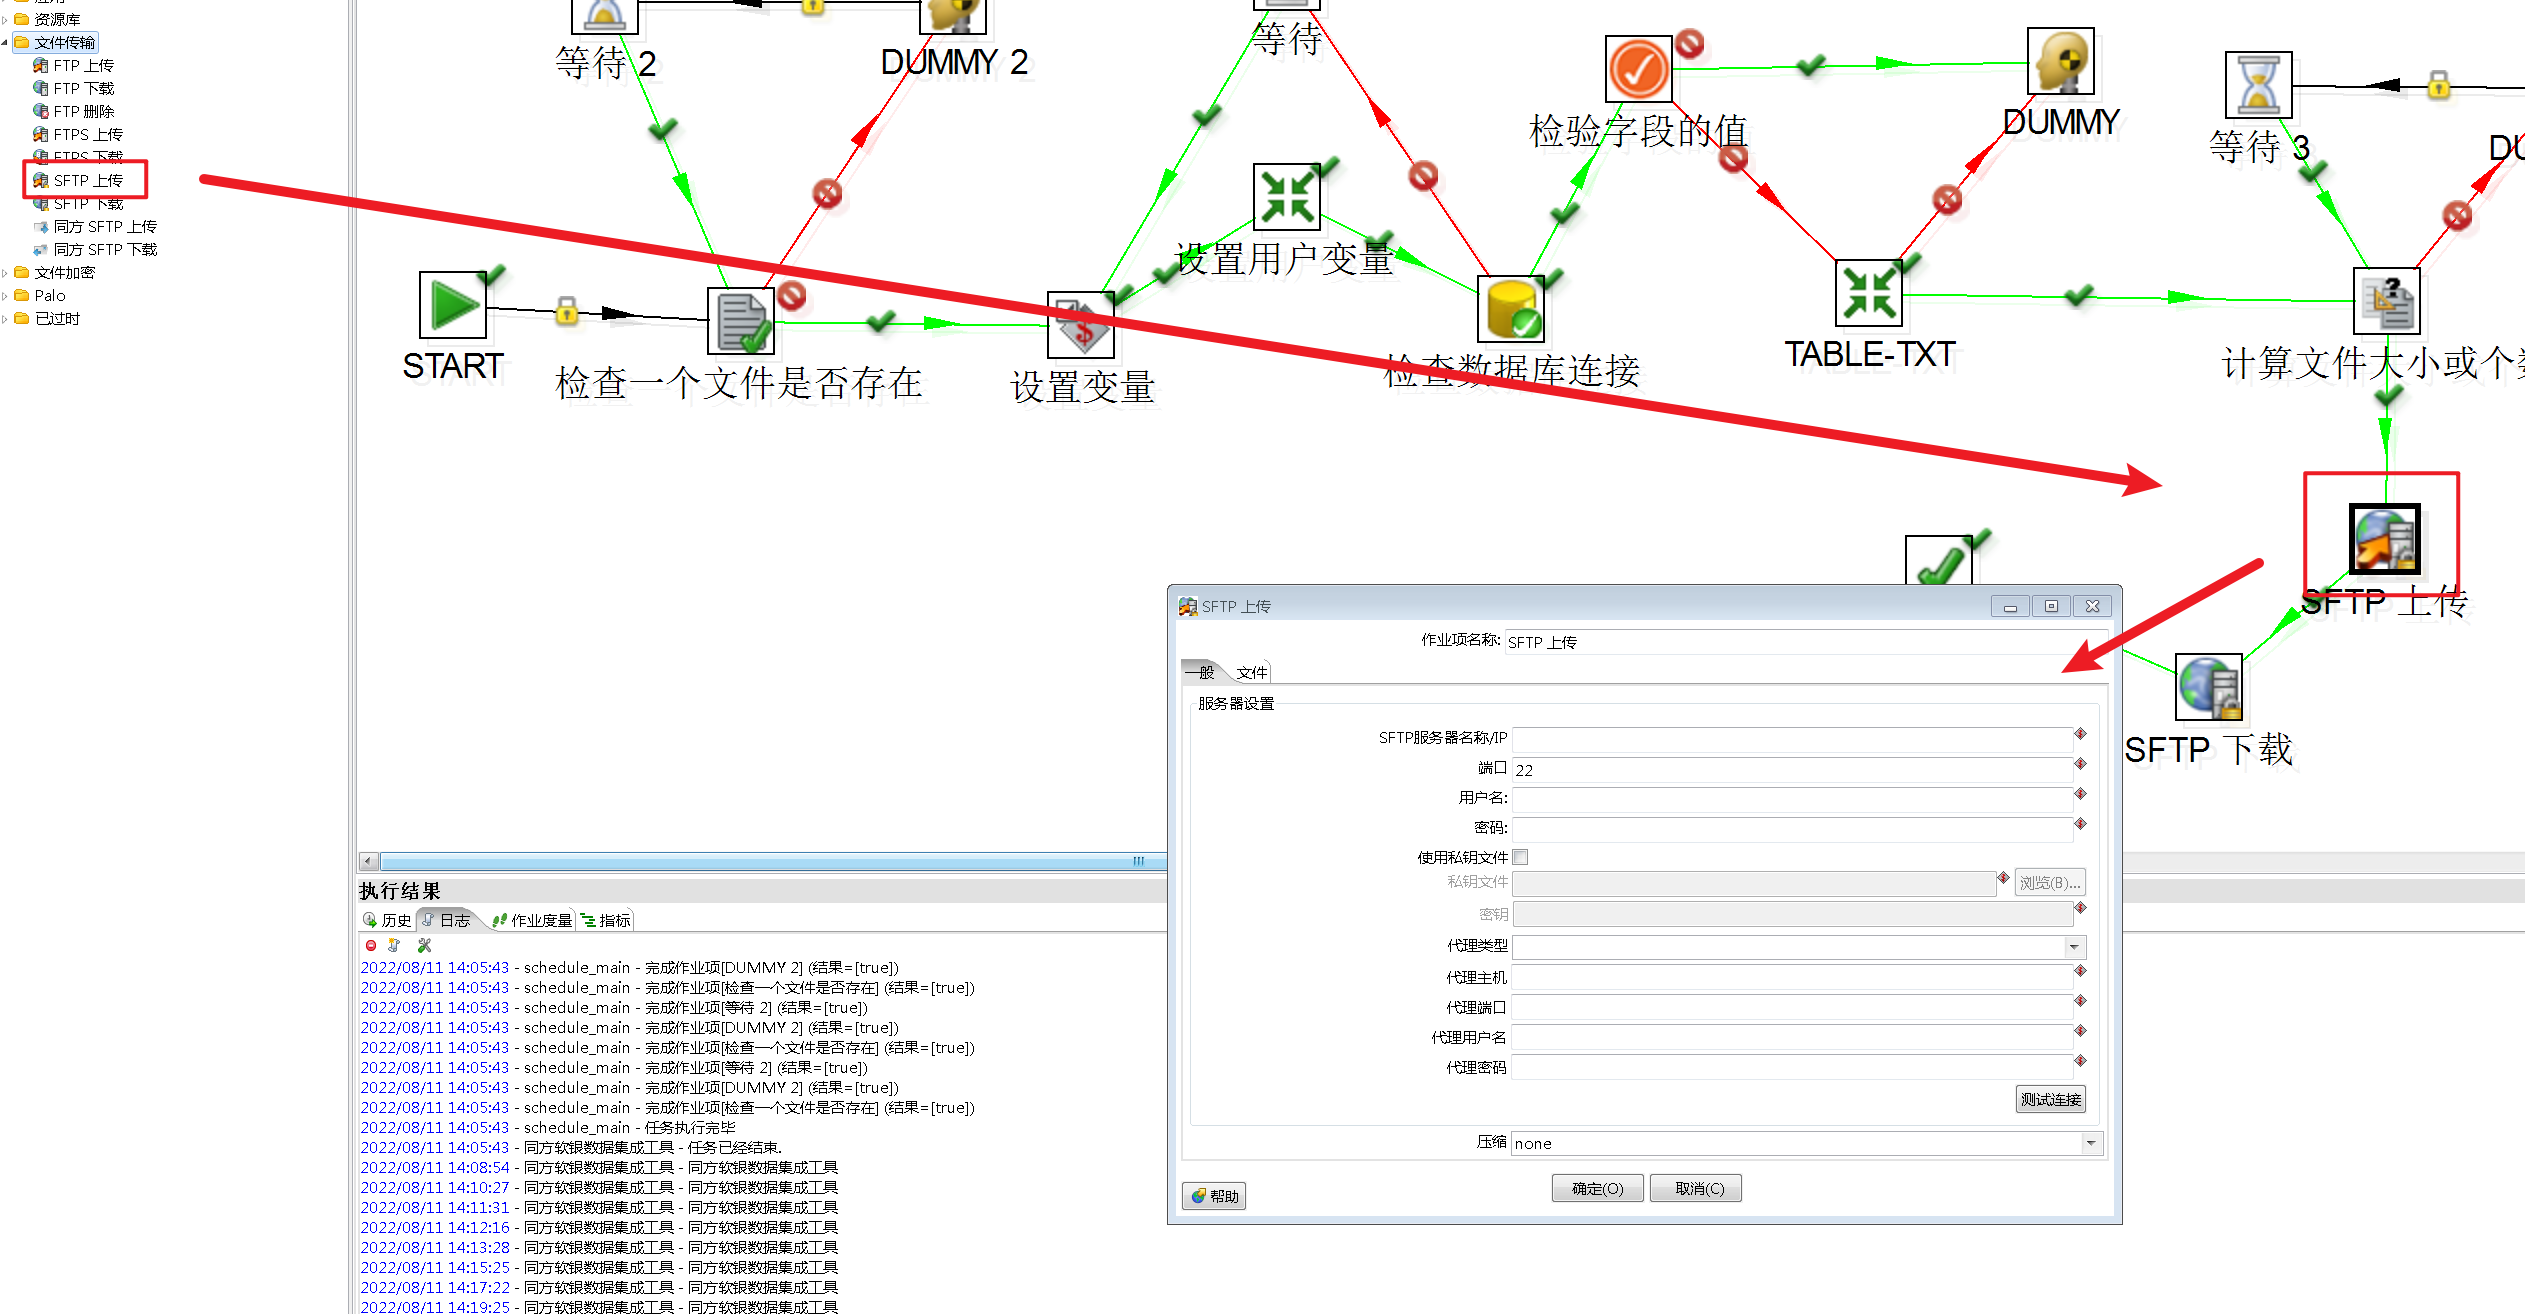 资源库
文件传输
FTP 上传
FTP 下载
FTP 删除
FTPS 上传
FTPS 下载
SFTP 上传
SFTP 下载
同方 SFTP 上传
同方 SFTP 下载
文件加密
Palo
已过时
等待 2
DUMMY 2
等待
检验字段的值
DUMMY
等待 3
DU
START
检查一个文件是否存在
设置变量
设置用户变量
检查数据库连接
TABLE-TXT
计算文件大小或个
SFTP 上传
SFTP 下载
SFTP 上传
作业项名称: SFTP 上传
一般 文件
服务器设置
SFTP服务器名称/IP
端口 22
用户名:
密码:
使用私钥文件
私钥文件 浏览(B)...
密钥
代理类型
代理主机
代理端口
代理用户名
代理密码
测试连接
压缩 none
帮助 确定(O) 取消(C)
执行结果
历史 日志 作业度量 指标
2022/08/11 14:05:43 - schedule_main - 完成作业项[DUMMY 2] (结果=[true])
2022/08/11 14:05:43 - schedule_main - 完成作业项[检查一个文件是否存在] (结果=[true])
2022/08/11 14:05:43 - schedule_main - 完成作业项[等待 2] (结果=[true])
2022/08/11 14:05:43 - schedule_main - 完成作业项[DUMMY 2] (结果=[true])
2022/08/11 14:05:43 - schedule_main - 完成作业项[检查一个文件是否存在] (结果=[true])
2022/08/11 14:05:43 - schedule_main - 完成作业项[等待 2] (结果=[true])
2022/08/11 14:05:43 - schedule_main - 完成作业项[DUMMY 2] (结果=[true])
2022/08/11 14:05:43 - schedule_main - 完成作业项[检查一个文件是否存在] (结果=[true])
2022/08/11 14:05:43 - schedule_main - 任务执行完毕
2022/08/11 14:05:43 - 同方软银数据集成工具 - 任务已经结束.
2022/08/11 14:08:54 - 同方软银数据集成工具 - 同方软银数据集成工具
2022/08/11 14:10:27 - 同方软银数据集成工具 - 同方软银数据集成工具
2022/08/11 14:11:31 - 同方软银数据集成工具 - 同方软银数据集成工具
2022/08/11 14:12:16 - 同方软银数据集成工具 - 同方软银数据集成工具
2022/08/11 14:13:28 - 同方软银数据集成工具 - 同方软银数据集成工具
2022/08/11 14:15:25 - 同方软银数据集成工具 - 同方软银数据集成工具
2022/08/11 14:17:22 - 同方软银数据集成工具 - 同方软银数据集成工具
2022/08/11 14:19:25 - 同方软银数据集成工具 - 同方软银数据集成工具